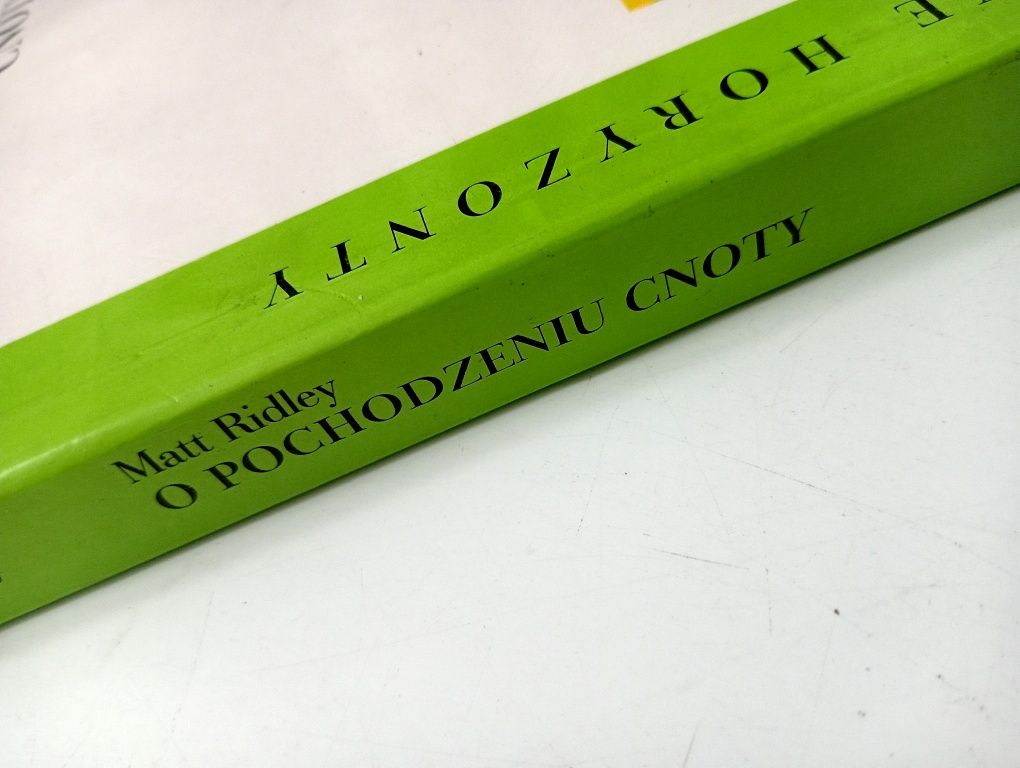 E HORYZONTY
Matt Ridley
O POCHODZENIU CNOTY